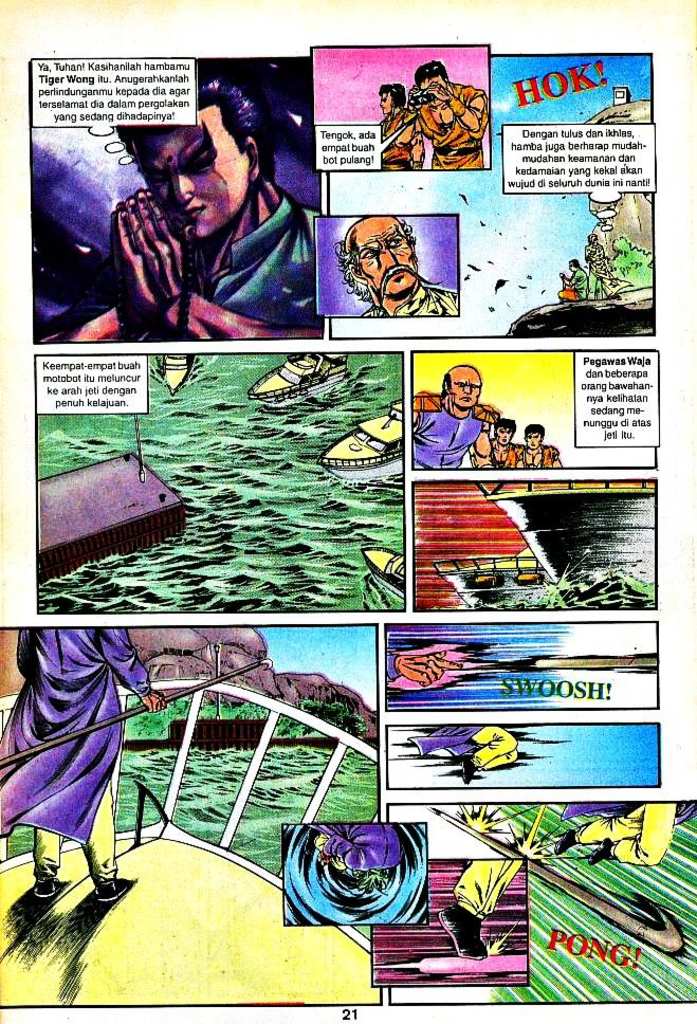 Ya, Tuhan! Kasihanilah hambamu
Tiger Wong itu. Anugerahkanlah
perlindunganmu kepada dia agar
terselamat dia dalam pergolakan
yang sedang dihadapinya!
Tengok, ada
empat buah
bot pulang!
HOK!
Dengan tulus dan ikhlas,
hamba juga berharap mudah-
mudahan keamanan dan
kedamaian yang kekal akan
wujud di seluruh dunia ini nanti!
Keempat-empat buah
motobot itu meluncur
ke arah jeti dengan
penuh kelajuan.
Pegawas Waja
dan beberapa
orang bawahan-
nya kelihatan
sedang me-
nunggu di atas
jeti itu.
SWOOSH!
PONG!
21